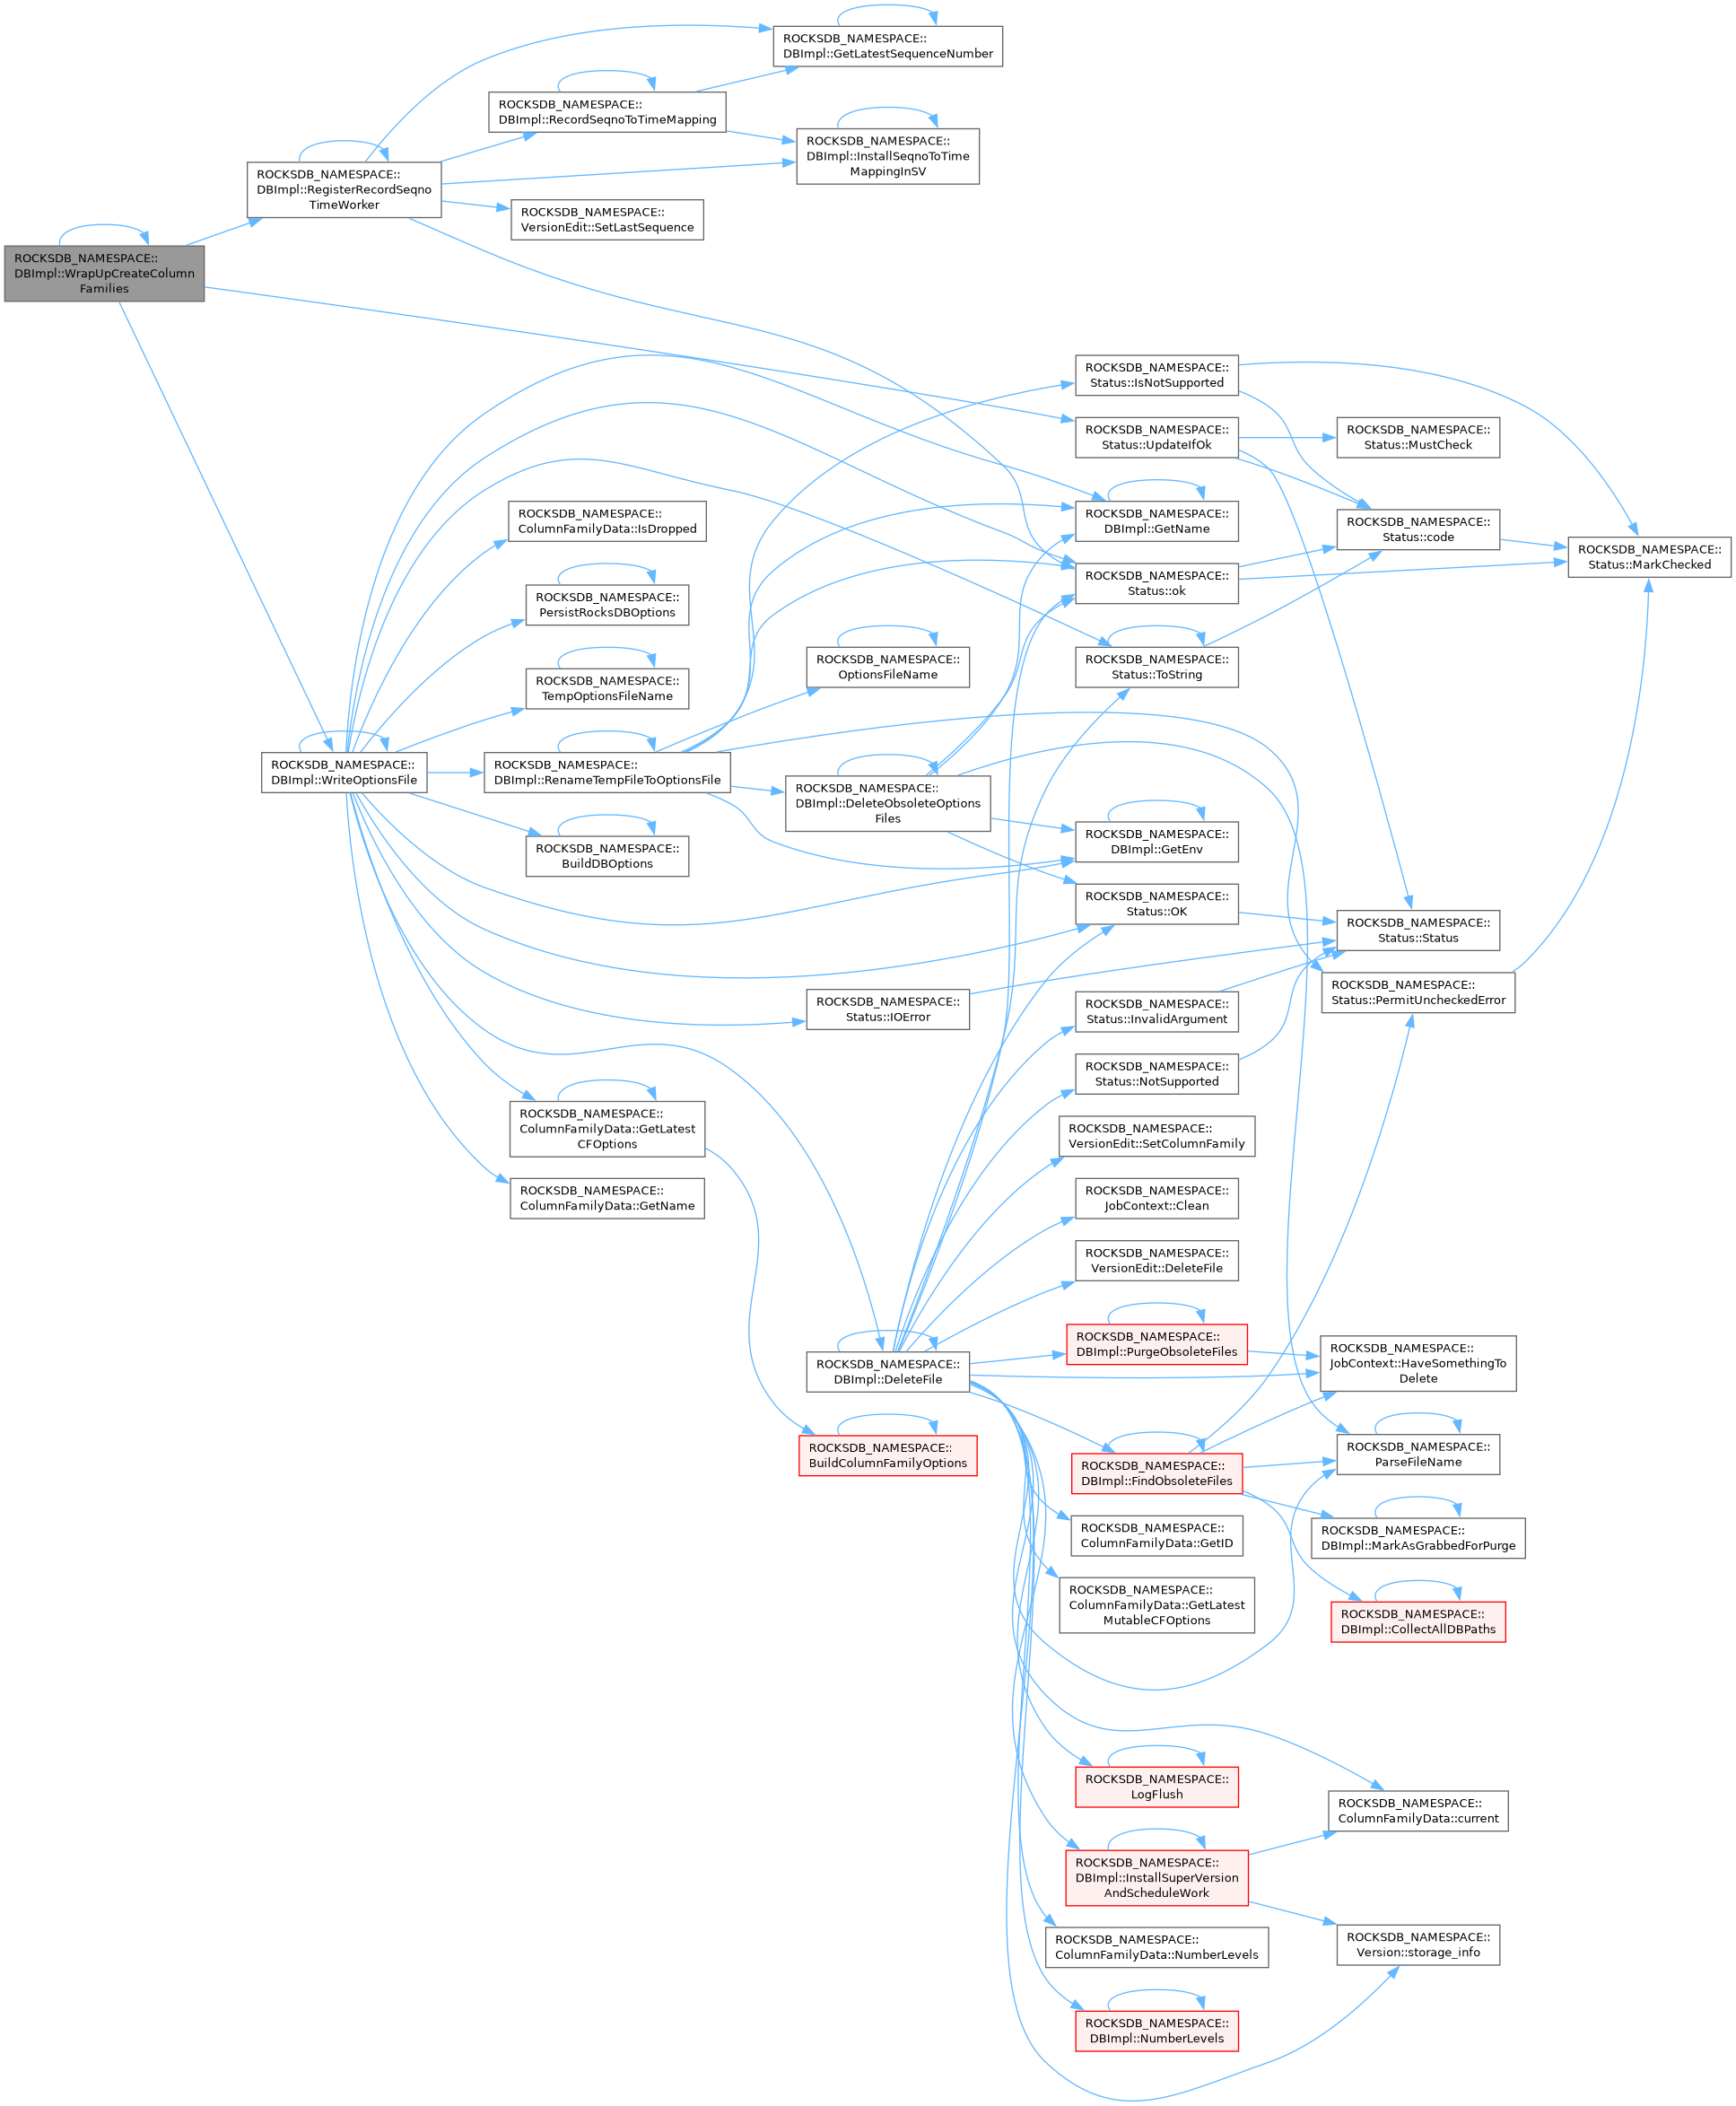 ROCKSDB_NAMESPACE::
DBImpl::WrapUpCreateColumn
Families
ROCKSDB_NAMESPACE::
DBImpl::RegisterRecordSeqno
TimeWorker
ROCKSDB_NAMESPACE::
DBImpl::GetLatestSequenceNumber
ROCKSDB_NAMESPACE::
DBImpl::RecordSeqnoToTimeMapping
ROCKSDB_NAMESPACE::
DBImpl::InstallSeqnoToTime
MappingInSV
ROCKSDB_NAMESPACE::
VersionEdit::SetLastSequence
ROCKSDB_NAMESPACE::
Status::IsNotSupported
ROCKSDB_NAMESPACE::
Status::UpdateIfOk
ROCKSDB_NAMESPACE::
Status::MustCheck
ROCKSDB_NAMESPACE::
DBImpl::GetName
ROCKSDB_NAMESPACE::
Status::code
ROCKSDB_NAMESPACE::
Status::MarkChecked
ROCKSDB_NAMESPACE::
ColumnFamilyData::IsDropped
ROCKSDB_NAMESPACE::
Status::ok
ROCKSDB_NAMESPACE::
PersistRocksDBOptions
ROCKSDB_NAMESPACE::
OptionsFileName
ROCKSDB_NAMESPACE::
Status::ToString
ROCKSDB_NAMESPACE::
TempOptionsFileName
ROCKSDB_NAMESPACE::
DBImpl::WriteOptionsFile
ROCKSDB_NAMESPACE::
DBImpl::RenameTempFileToOptionsFile
ROCKSDB_NAMESPACE::
DBImpl::DeleteObsoleteOptions
Files
ROCKSDB_NAMESPACE::
DBImpl::GetEnv
ROCKSDB_NAMESPACE::
BuildDBOptions
ROCKSDB_NAMESPACE::
Status::OK
ROCKSDB_NAMESPACE::
Status::Status
ROCKSDB_NAMESPACE::
Status::PermitUncheckedError
ROCKSDB_NAMESPACE::
Status::IOError
ROCKSDB_NAMESPACE::
Status::InvalidArgument
ROCKSDB_NAMESPACE::
Status::NotSupported
ROCKSDB_NAMESPACE::
ColumnFamilyData::GetLatest
CFOptions
ROCKSDB_NAMESPACE::
VersionEdit::SetColumnFamily
ROCKSDB_NAMESPACE::
ColumnFamilyData::GetName
ROCKSDB_NAMESPACE::
JobContext::Clean
ROCKSDB_NAMESPACE::
VersionEdit::DeleteFile
ROCKSDB_NAMESPACE::
DBImpl::PurgeObsoleteFiles
ROCKSDB_NAMESPACE::
JobContext::HaveSomethingTo
Delete
ROCKSDB_NAMESPACE::
DBImpl::DeleteFile
ROCKSDB_NAMESPACE::
BuildColumnFamilyOptions
ROCKSDB_NAMESPACE::
DBImpl::FindObsoleteFiles
ROCKSDB_NAMESPACE::
ParseFileName
ROCKSDB_NAMESPACE::
ColumnFamilyData::GetID
ROCKSDB_NAMESPACE::
DBImpl::MarkAsGrabbedForPurge
ROCKSDB_NAMESPACE::
ColumnFamilyData::GetLatest
MutableCFOptions
ROCKSDB_NAMESPACE::
DBImpl::CollectAllDBPaths
ROCKSDB_NAMESPACE::
LogFlush
ROCKSDB_NAMESPACE::
ColumnFamilyData::current
ROCKSDB_NAMESPACE::
DBImpl::InstallSuperVersion
AndScheduleWork
ROCKSDB_NAMESPACE::
ColumnFamilyData::NumberLevels
ROCKSDB_NAMESPACE::
Version::storage_info
ROCKSDB_NAMESPACE::
DBImpl::NumberLevels